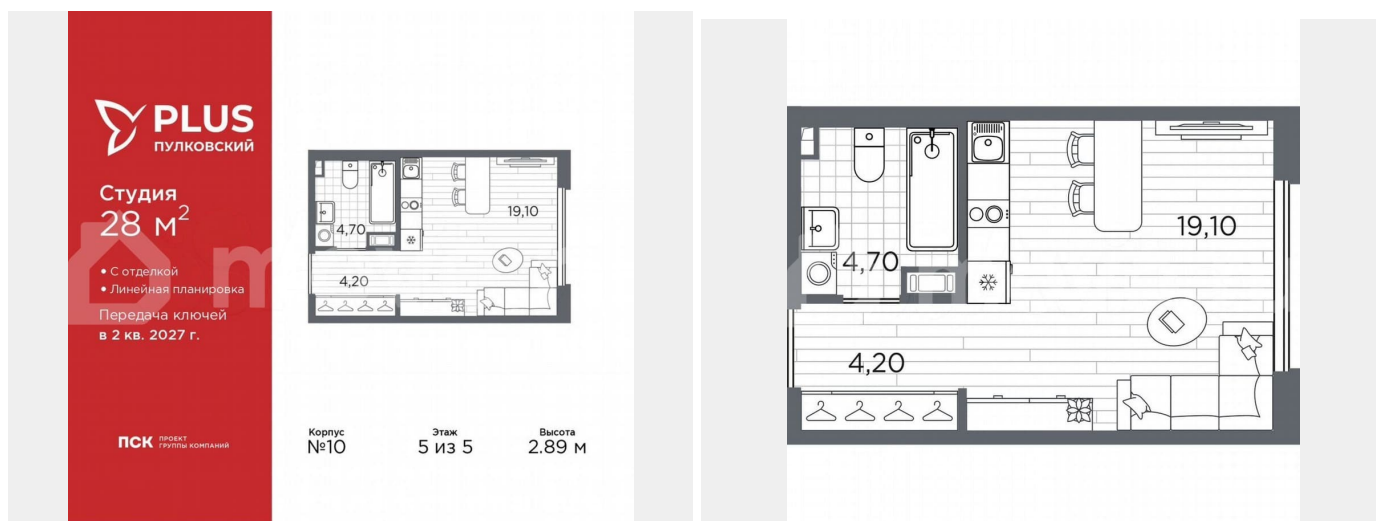 PLUS
ПУЛКОВСКИЙ
Студия
28 м²
• С отделкой
• Линейная планировка
Передача ключей
в 2 кв. 2027 г.
ПСК ПРОЕКТ
ГРУППЫ КОМПАНИЙ
19,10
4,70
4,20
Корпус
№10
Этаж
5 из 5
Высота
2.89 м
19,10
4,70
4,20